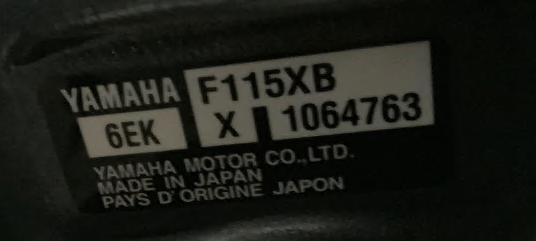 YAMAHA F115XB
6EK X 1064763
YAMAHA MOTOR CO.,LTD.
MADE IN JAPAN
PAYS D'ORIGINE JAPON